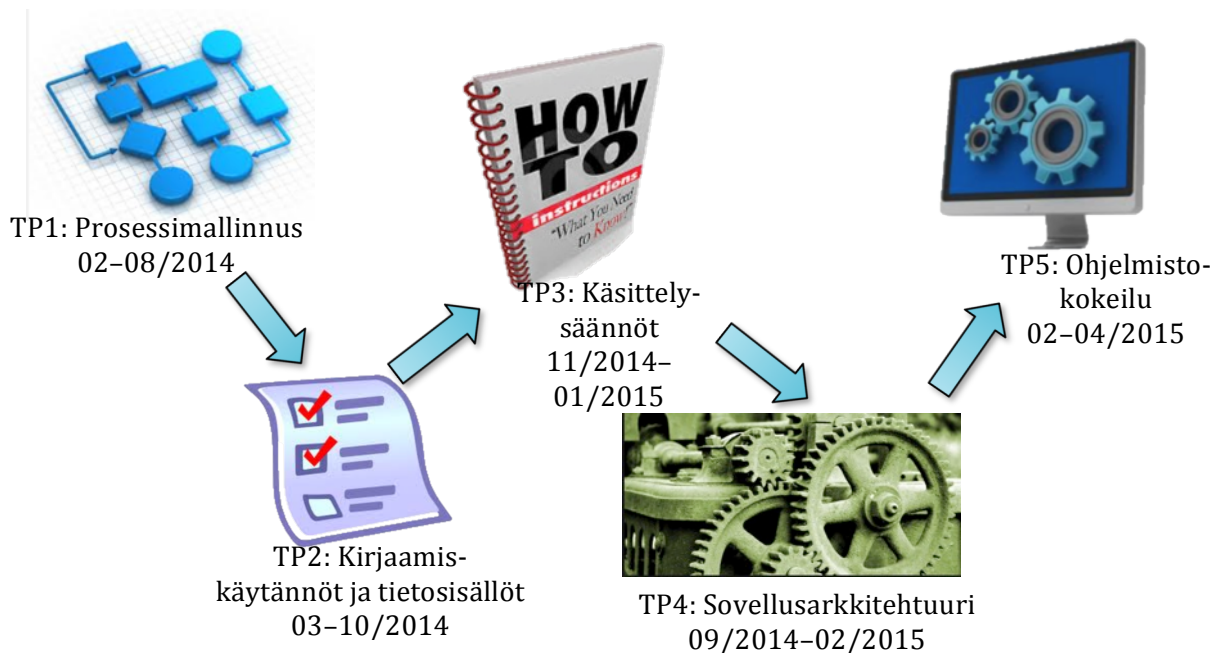 HOW
TO
instructions
"What You Need
to Know!"
TP1: Prosessimallinnus
02–08/2014
TP3: Käsittely-
säännöt
11/2014–
01/2015
TP5: Ohjelmisto-
kokeilu
02–04/2015
TP2: Kirjaamis-
käytännöt ja tietosisällöt
03–10/2014
TP4: Sovellusarkkitehtuuri
09/2014–02/2015